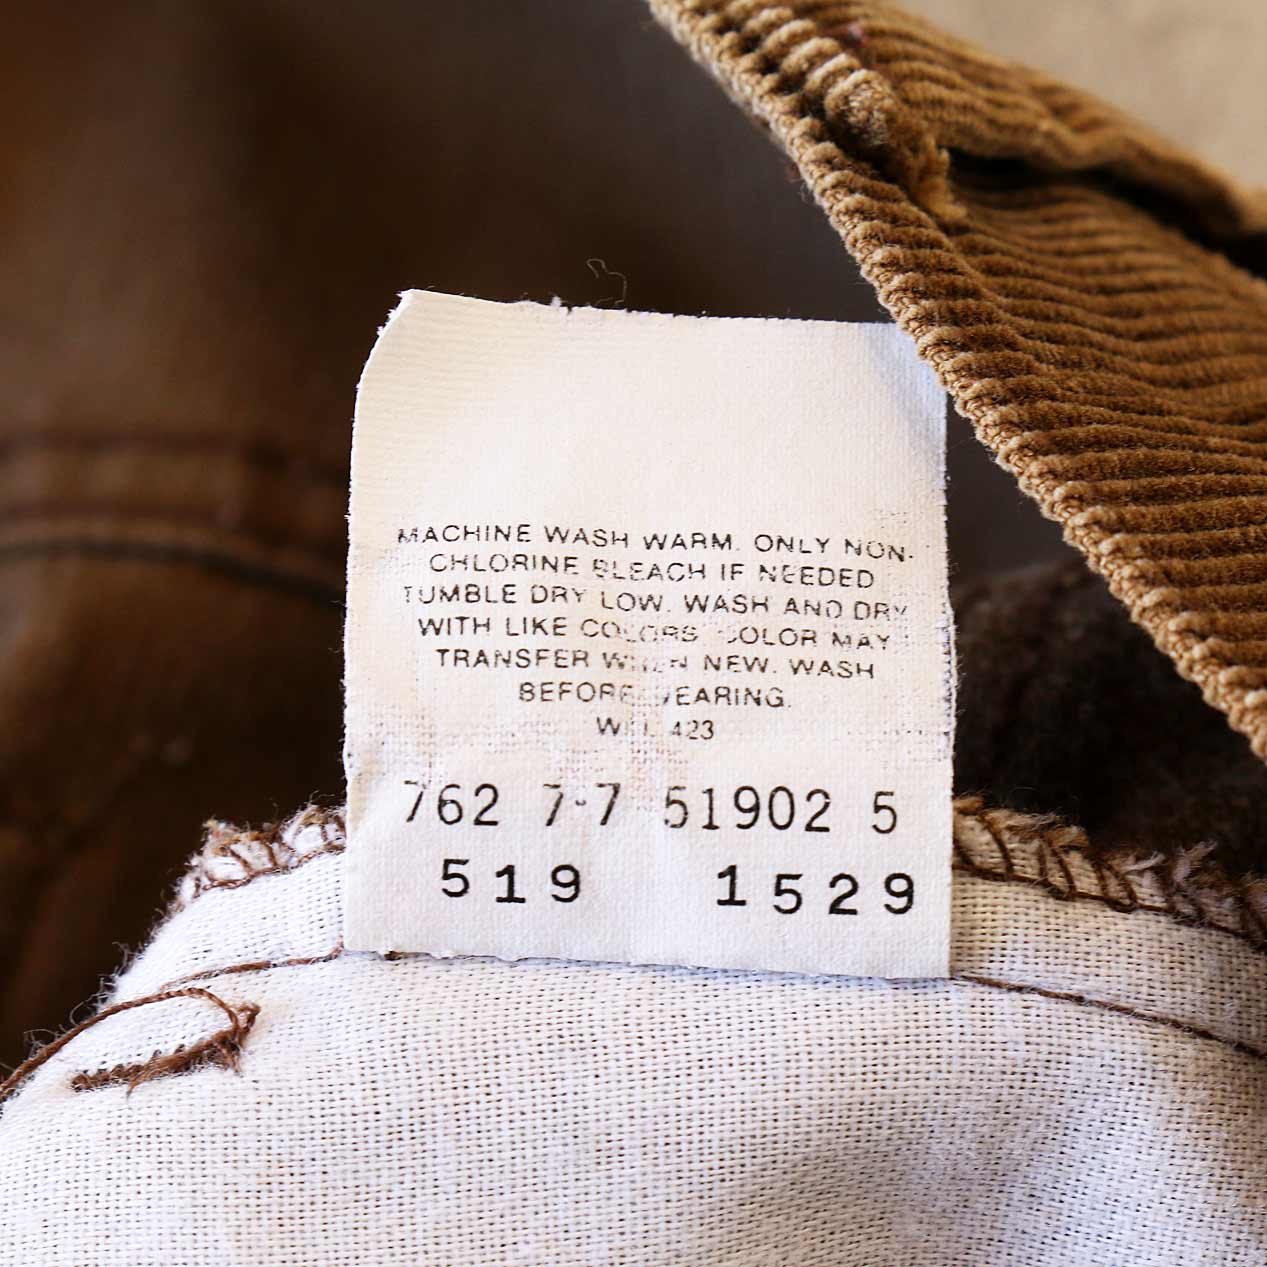 MACHINE WASH WARM. ONLY NON-
CHLORINE BLEACH IF NEEDED
TUMBLE DRY LOW. WASH AND DRY
WITH LIKE COLORS COLOR MAY
TRANSFER WHEN NEW. WASH
BEFORE WEARING.
423
762 7-7 51902 5
519 1529